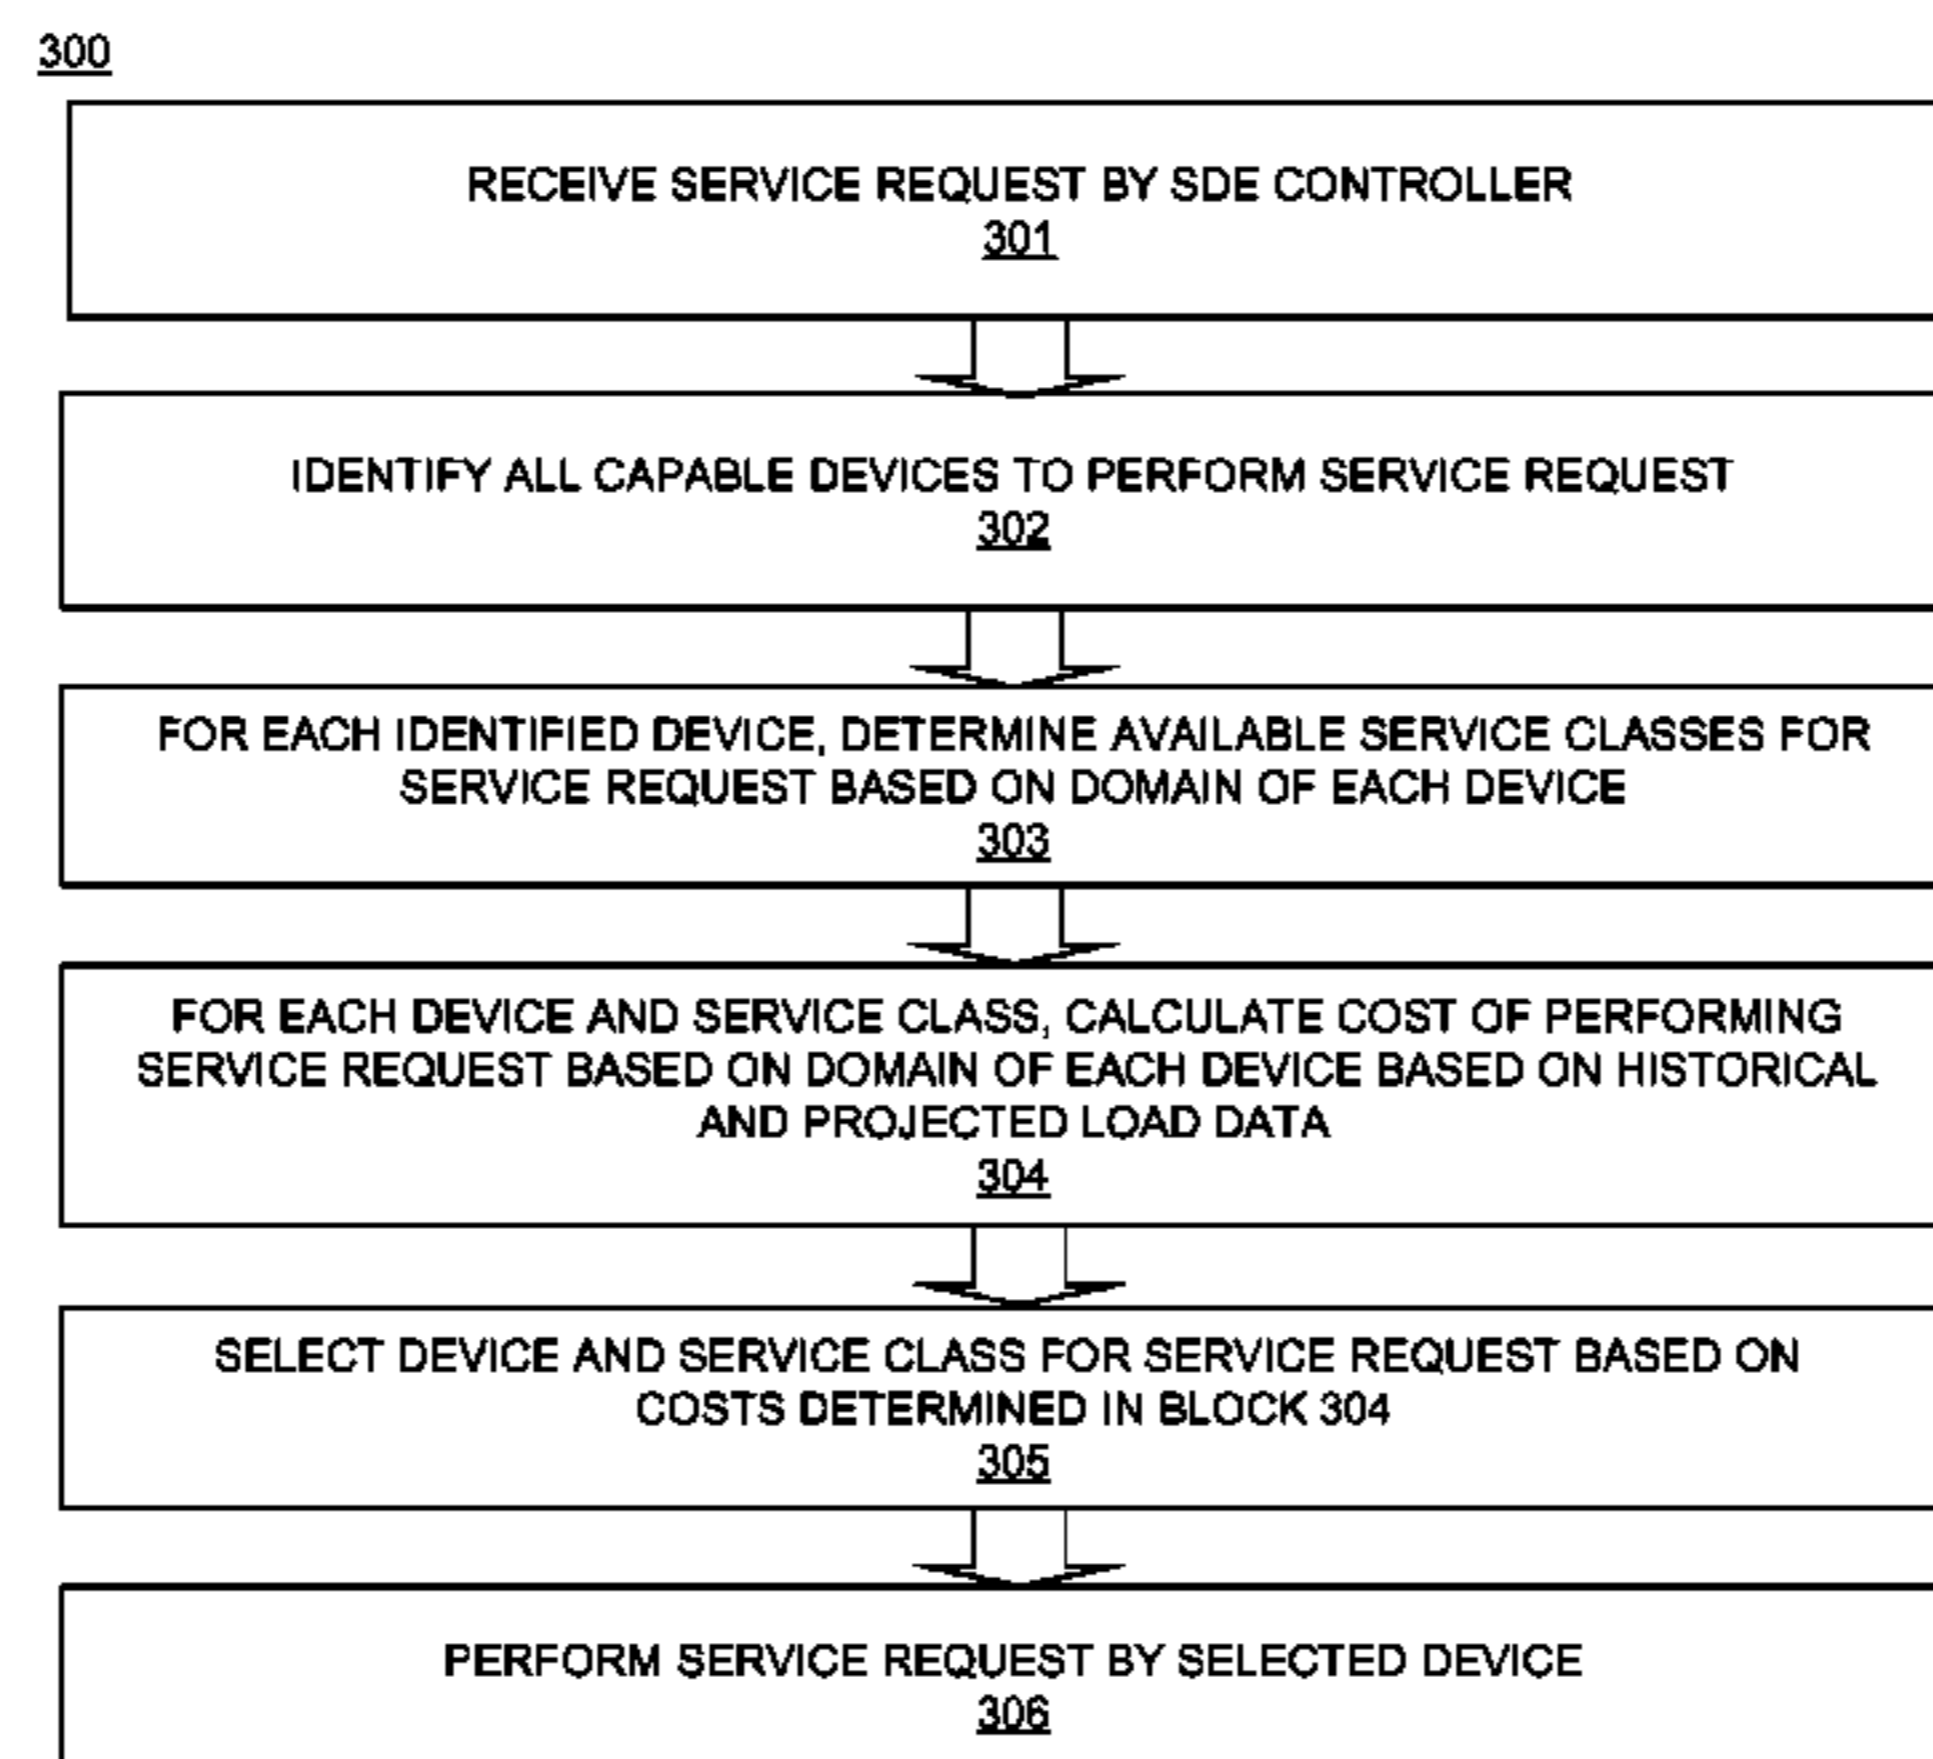 300
RECEIVE SERVICE REQUEST BY SDE CONTROLLER
301
IDENTIFY ALL CAPABLE DEVICES TO PERFORM SERVICE REQUEST
302
FOR EACH IDENTIFIED DEVICE, DETERMINE AVAILABLE SERVICE CLASSES FOR
SERVICE REQUEST BASED ON DOMAIN OF EACH DEVICE
303
FOR EACH DEVICE AND SERVICE CLASS, CALCULATE COST OF PERFORMING
SERVICE REQUEST BASED ON DOMAIN OF EACH DEVICE BASED ON HISTORICAL
AND PROJECTED LOAD DATA
304
SELECT DEVICE AND SERVICE CLASS FOR SERVICE REQUEST BASED ON
COSTS DETERMINED IN BLOCK 304
305
PERFORM SERVICE REQUEST BY SELECTED DEVICE
306